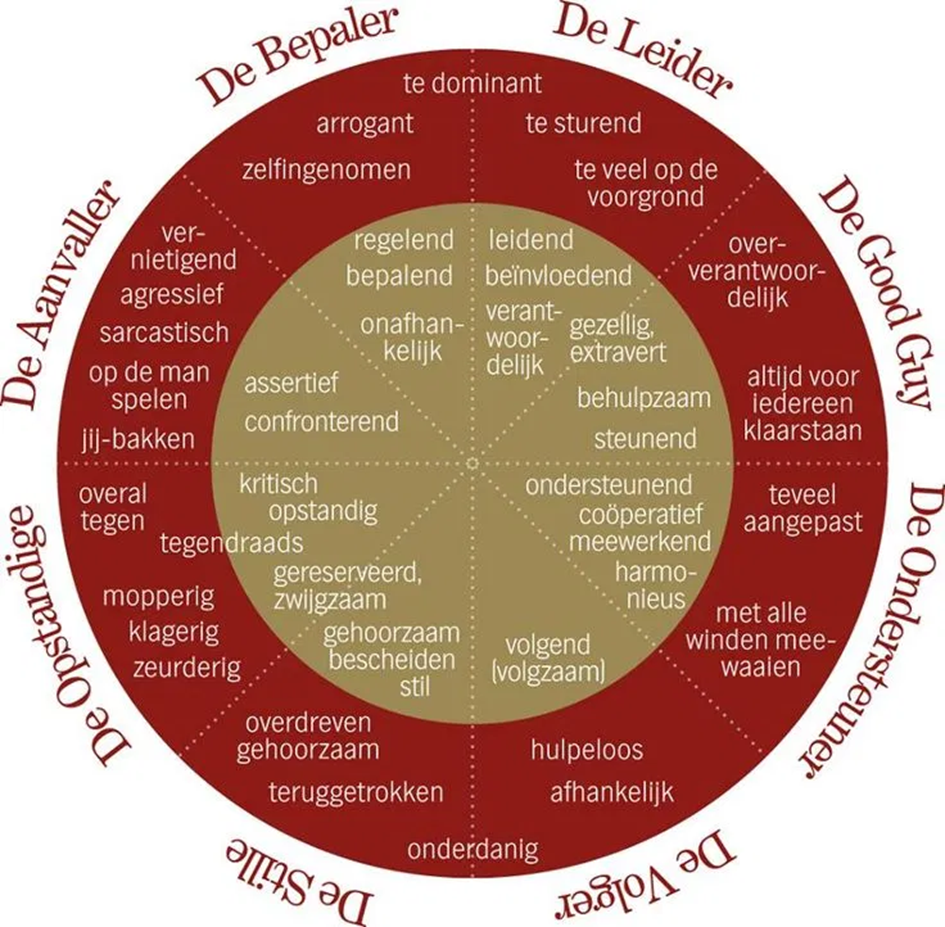 De Bepaler
De Leider
te dominant
arrogant
te sturend
zelfingenomen
te veel op de
voorgrond
De Aanvaller
De Good Guy
ver-
nietigend
agressief
sarcastisch
op de man
spelen
jij-bakken
regelend
bepalend
onafhan-
kelijk
leidend
beïnvloedend
verant-
woor-
delijk
gezellig,
extravert
behulpzaam
steunend
over-
verantwoor-
delijk
altijd voor
iedereen
klaarstaan
assertief
confronterend
overal
tegen
kritisch
opstandig
tegendraads
mopperig
klagerig
zeurderig
De Opstandige
ondersteunend
coöperatief
meewerkend
harmo-
nieus
teveel
aangepast
met alle
winden mee-
waaien
De Ondersteuner
gereserveerd,
zwijgzaam
gehoorzaam
bescheiden
stil
volgend
(volgzaam)
overdreven
gehoorzaam
teruggetrokken
hulpeloos
afhankelijk
onderdanig
De Stille
De Volger